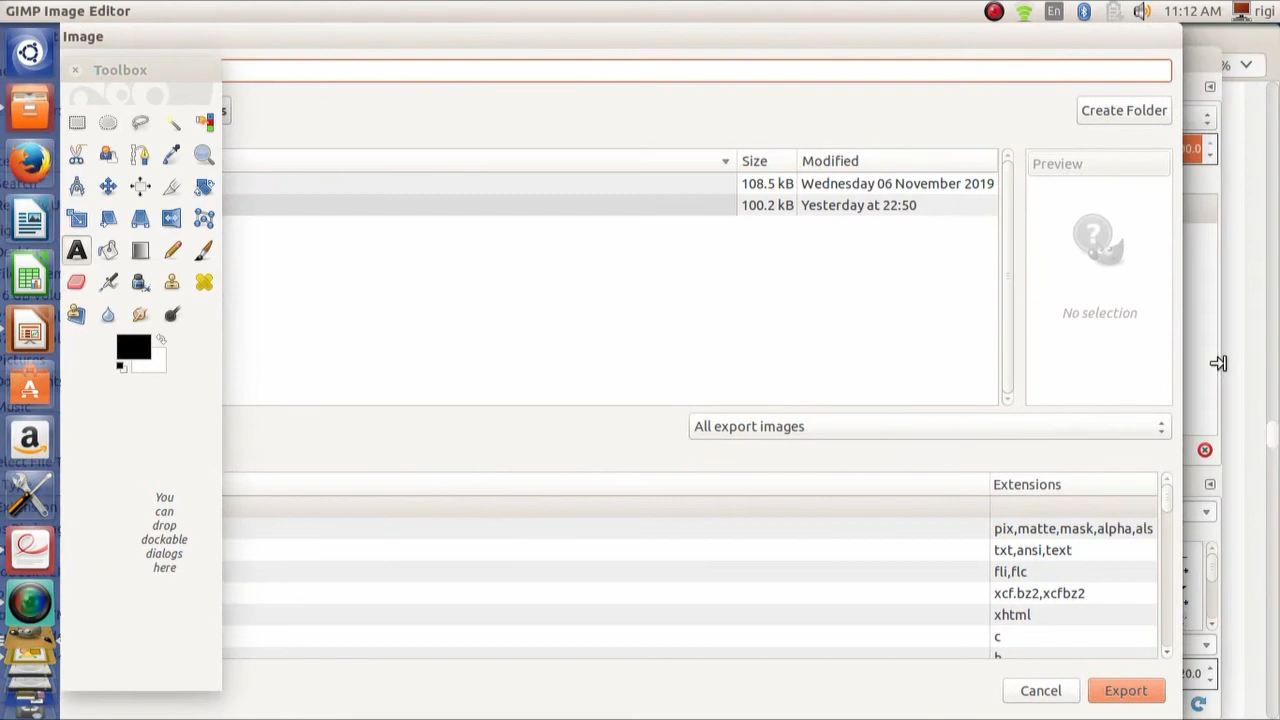 GIMP Image Editor
En
11:12 AM
rigi
Image
Toolbox
%
s
Create Folder
Size
Modified
Preview
108.5 kB
Wednesday 06 November 2019
100.2 kB
Yesterday at 22:50
No selection
All export images
Extensions
pix,matte,mask,alpha,als
txt,ansi,text
fli,flc
xcf.bz2,xcfbz2
xhtml
c
h
You
can
drop
dockable
dialogs
here
Cancel
Export